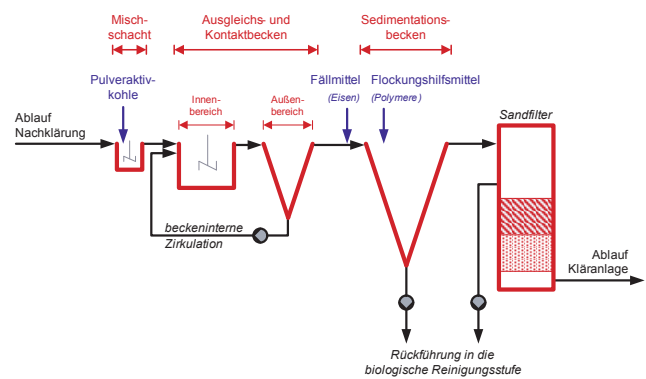 Misch-
schacht
Ausgleichs- und
Kontaktbecken
Sedimentations-
becken
Pulveraktiv-
kohle
Innen-
bereich
Außen-
bereich
Fällmittel
(Eisen)
Flockungshilfsmittel
(Polymere)
Sandfilter
Ablauf
Nachklärung
beckeninterne
Zirkulation
Ablauf
Kläranlage
Rückführung in die
biologische Reinigungsstufe